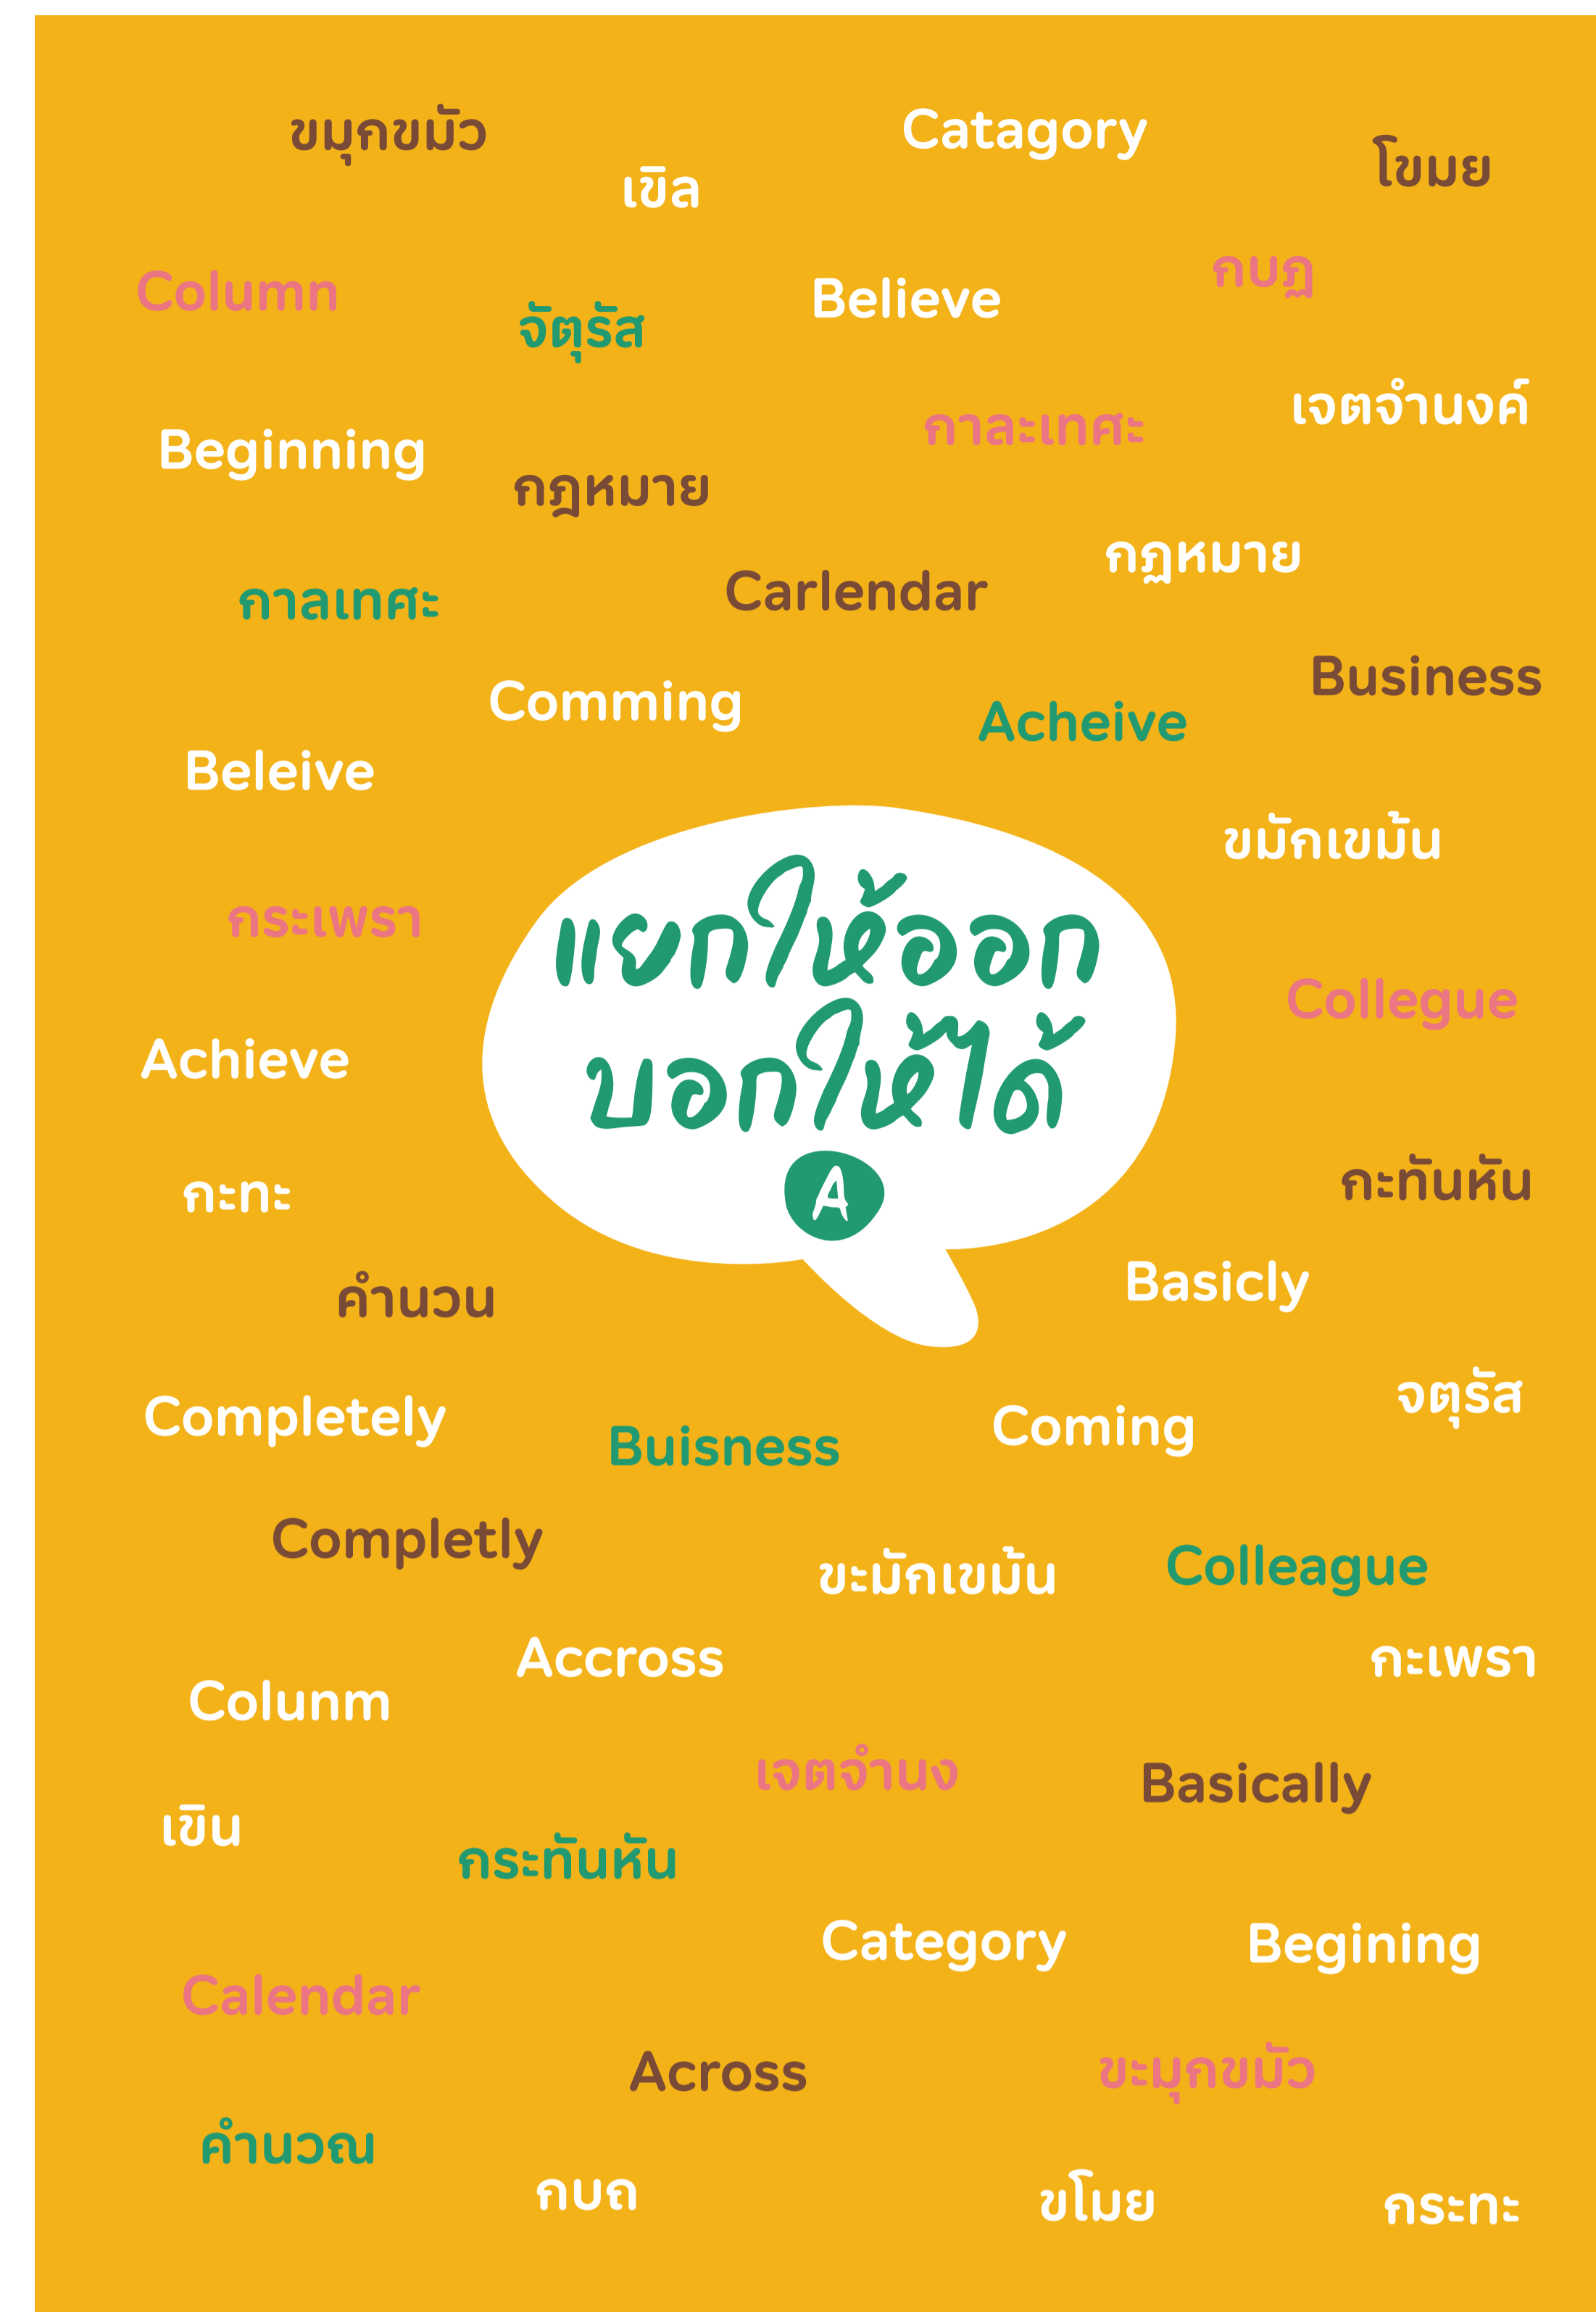 ขมุกขมัว
Catagory
โขมย
เขิล
Column
Believe
กบฏ
จัตุรัส
Beginning
กาละเทศะ
เจตจำนงค์
กฎหมาย
กฏหมาย
กาลเทศะ
Carlendar
Business
Comming
Acheive
Beleive
ขมักเขม้น
กระเพรา
แยกให้ออก
บอกให้ได้
A
Collegue
Achieve
กะทะ
กะทันหัน
คำนวน
Basicly
จตุรัส
Completely
Buisness
Coming
Completly
ขะมักเขม้น
Colleague
Accross
กะเพรา
Colunm
เจตจำนง
Basically
เขิน
กระทันหัน
Category
Begining
Calendar
Across
ขะมุกขมัว
คำนวณ
กบถ
ขโมย
กระทะ